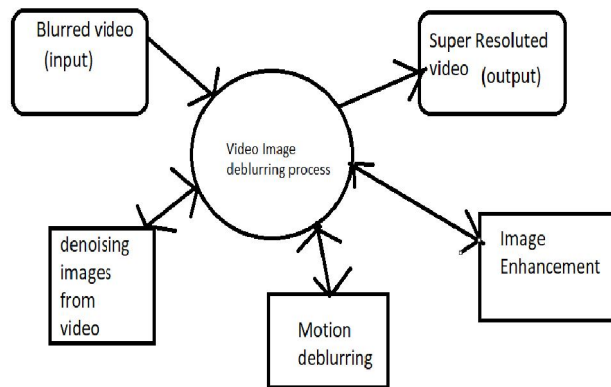 Blurred video
(input)
Super Resoluted
video (output)
Video Image
deblurring process
denoising
images
from
video
Motion
deblurring
Image
Enhancement